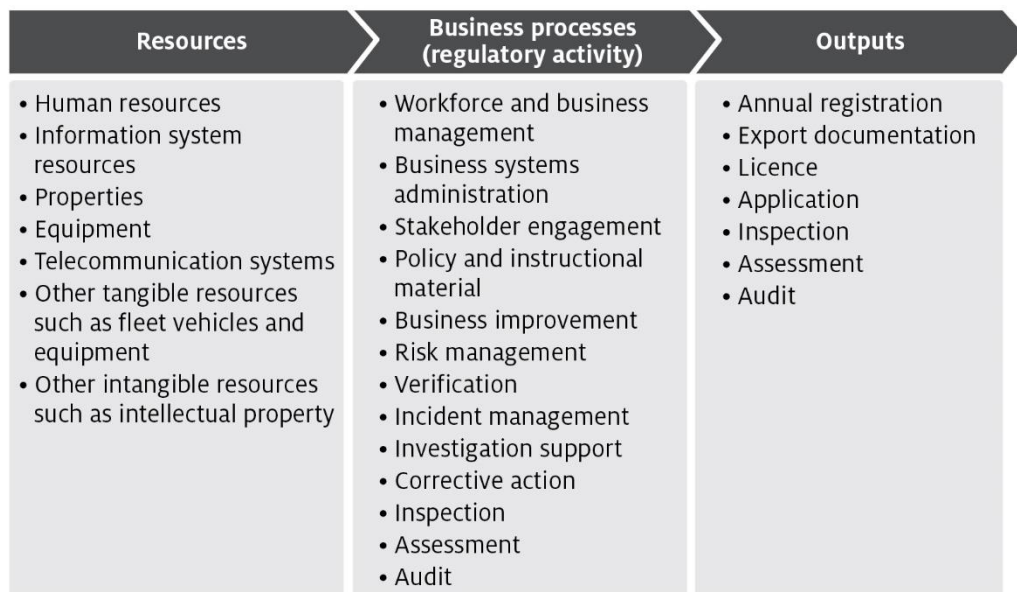 Resources
Business processes
(regulatory activity)
Outputs
• Human resources
• Information system
resources
• Properties
• Equipment
• Telecommunication systems
• Other tangible resources
such as fleet vehicles and
equipment
• Other intangible resources
such as intellectual property
• Workforce and business
management
• Business systems
administration
• Stakeholder engagement
• Policy and instructional
material
• Business improvement
• Risk management
• Verification
• Incident management
• Investigation support
• Corrective action
• Inspection
• Assessment
• Audit
• Annual registration
• Export documentation
• Licence
• Application
• Inspection
• Assessment
• Audit